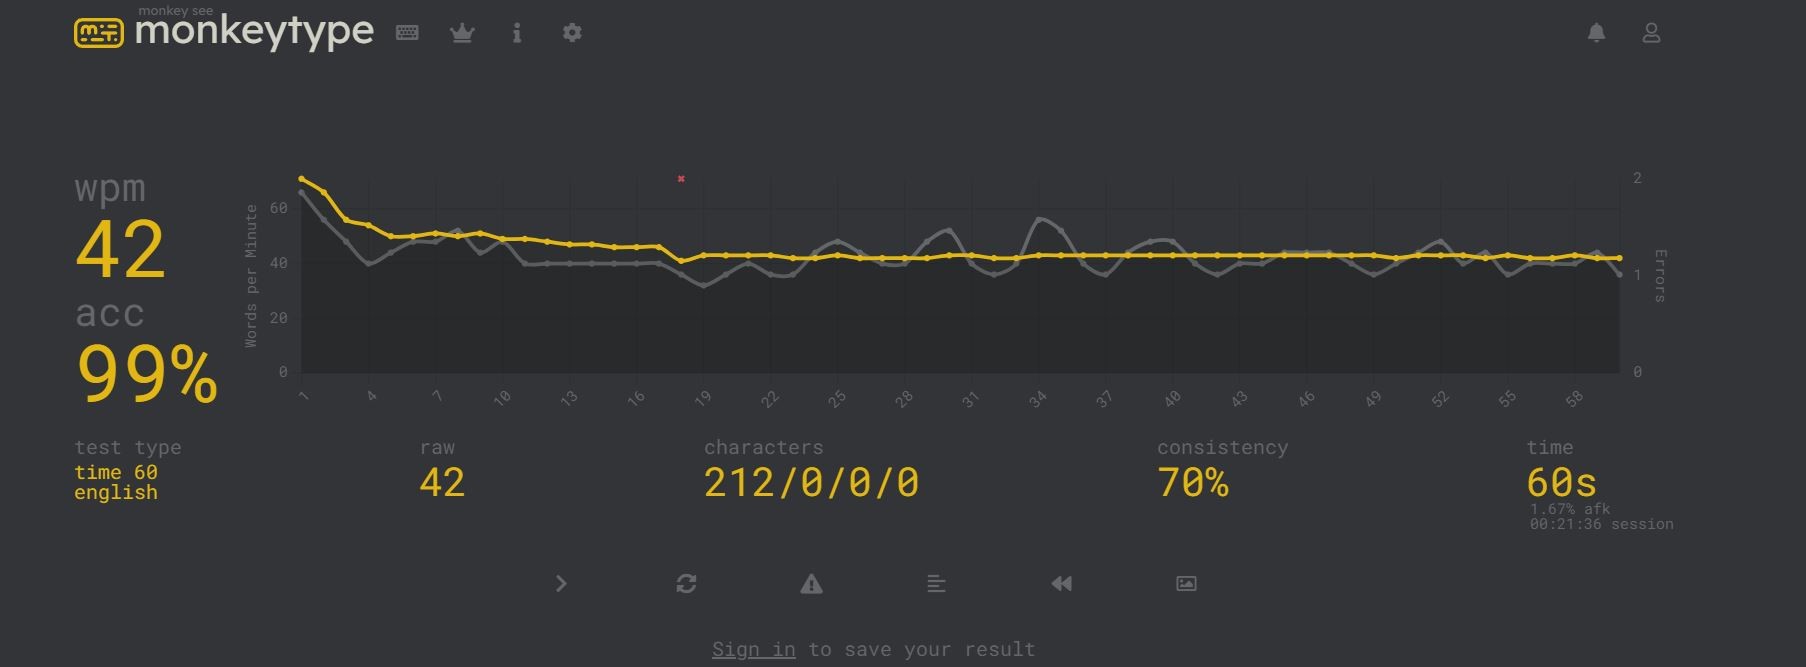 monkey see
monkeytype
wpm
42
acc
99%
Words per Minute
60
40
20
0
2
1
0
Errors
1 4 7 10 13 16 19 22 25 28 31 34 37 40 43 46 49 52 55 58
test type
time 60
english
raw
42
characters
212/0/0/0
consistency
70%
time
60s
1.67% afk
00:21:36 session
Sign in to save your result